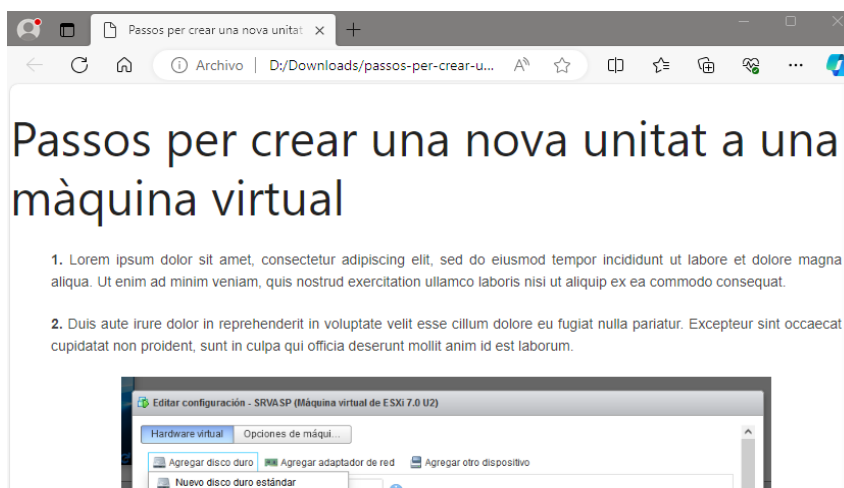 Passos per crear una nova unitat
Archivo | D:/Downloads/passos-per-crear-u...
Passos per crear una nova unitat a una
màquina virtual
1. Lorem ipsum dolor sit amet, consectetur adipiscing elit, sed do eiusmod tempor incididunt ut labore et dolore magna
aliqua. Ut enim ad minim veniam, quis nostrud exercitation ullamco laboris nisi ut aliquip ex ea commodo consequat.
2. Duis aute irure dolor in reprehenderit in voluptate velit esse cillum dolore eu fugiat nulla pariatur. Excepteur sint occaecat
cupidatat non proident, sunt in culpa qui officia deserunt mollit anim id est laborum.
Editar configuración - SRVASP (Máquina virtual de ESXi 7.0 U2)
Hardware virtual Opciones de máqui...
Agregar disco duro Agregar adaptador de red Agregar otro dispositivo
Nuevo disco duro estándar